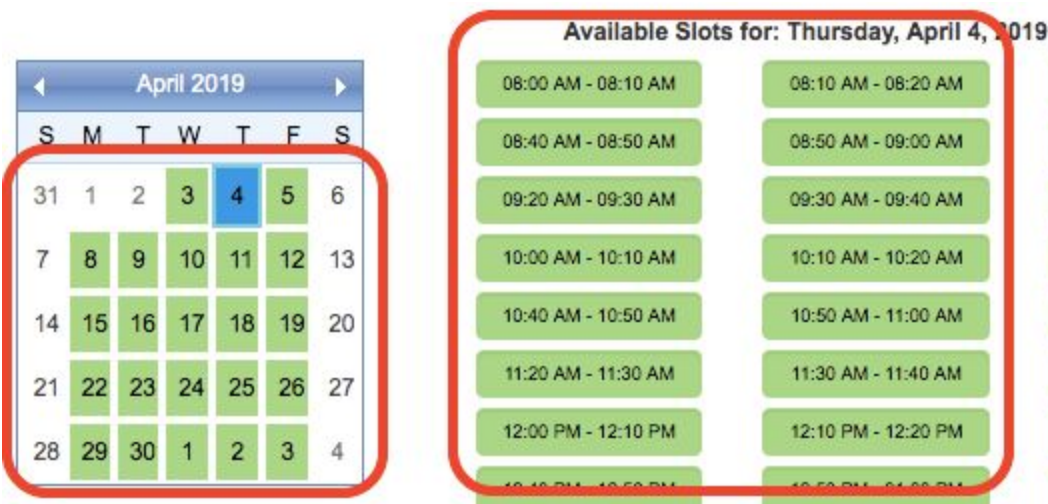 Available Slots for: Thursday, April 4, 2019
April 2019
S M T W T F S
31 1 2 3 4 5 6
7 8 9 10 11 12 13
14 15 16 17 18 19 20
21 22 23 24 25 26 27
28 29 30 1 2 3 4
08:00 AM - 08:10 AM 08:10 AM - 08:20 AM
08:40 AM - 08:50 AM 08:50 AM - 09:00 AM
09:20 AM - 09:30 AM 09:30 AM - 09:40 AM
10:00 AM - 10:10 AM 10:10 AM - 10:20 AM
10:40 AM - 10:50 AM 10:50 AM - 11:00 AM
11:20 AM - 11:30 AM 11:30 AM - 11:40 AM
12:00 PM - 12:10 PM 12:10 PM - 12:20 PM